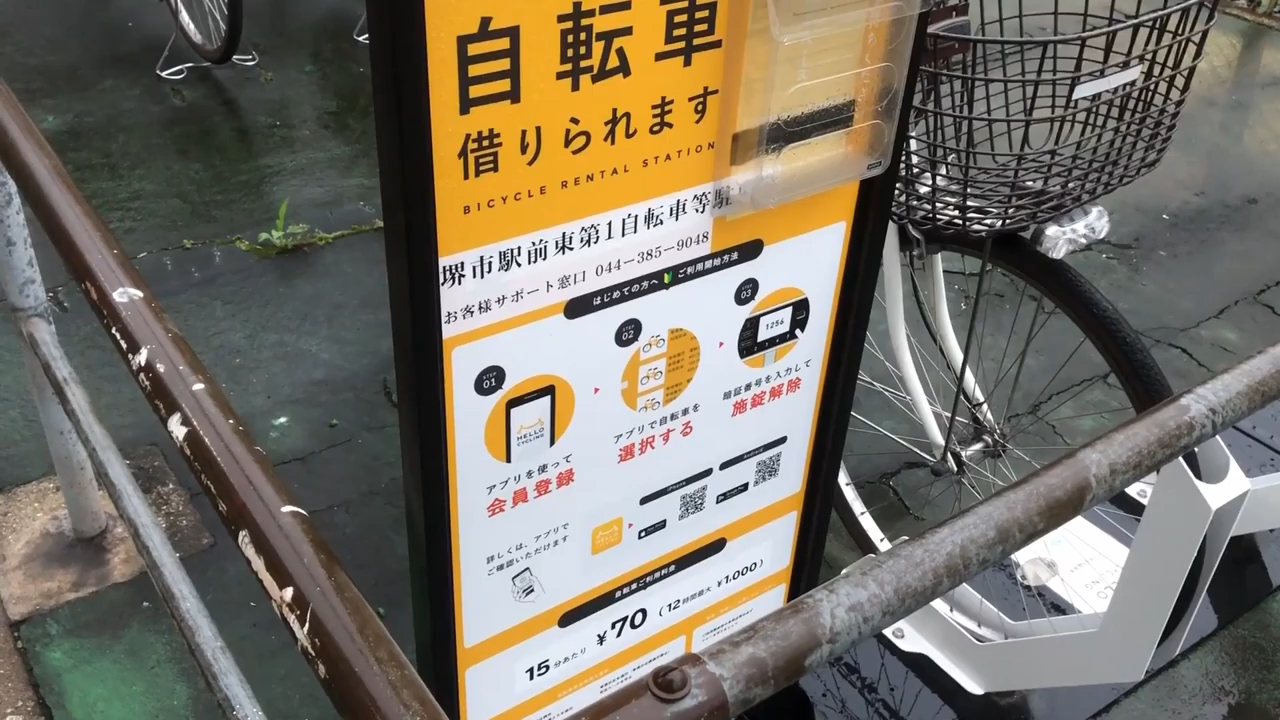 自転車
借りられます
BICYCLE RENTAL STATION
堺市駅前東第1自転車等駐
お客様サポート窓口 044-385-9048
はじめての方へ ご利用開始方法
STEP 01
HELLO CYCLING
アプリを使って
会員登録
STEP 02
アプリで自転車を
選択する
STEP 03
1256
暗証番号を入力して
施錠解除
詳しくは、アプリで
ご確認いただけます
iPhone
Android
自転車ご利用料金
15分あたり ¥70 (12時間最大 ¥1,000)